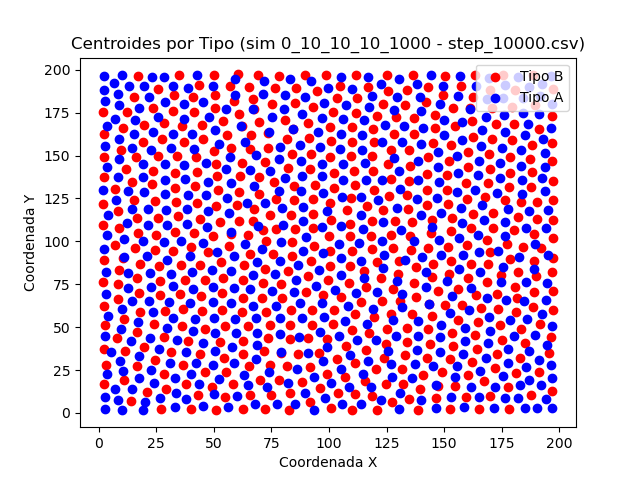 Centroides por Tipo (sim 0_10_10_10_1000 - step_10000.csv)
Tipo B
Tipo A
Coordenada Y
200
175
150
125
100
75
50
25
0
0 25 50 75 100 125 150 175 200
Coordenada X